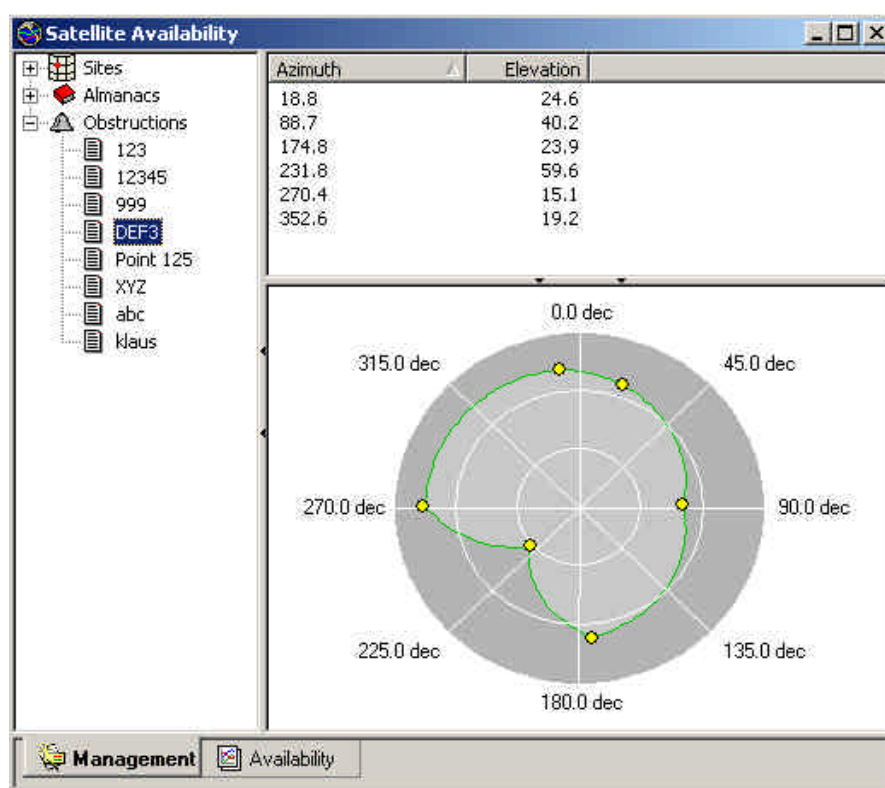 Satellite Availability
Sites
Almanacs
Obstructions
123
12345
999
DEF3
Point 125
XYZ
abc
klaus
Azimuth Elevation
18.8 24.6
88.7 40.2
174.8 23.9
231.8 59.6
270.4 15.1
352.6 19.2
0.0 dec
315.0 dec 45.0 dec
270.0 dec 90.0 dec
225.0 dec 135.0 dec
180.0 dec
Management Availability